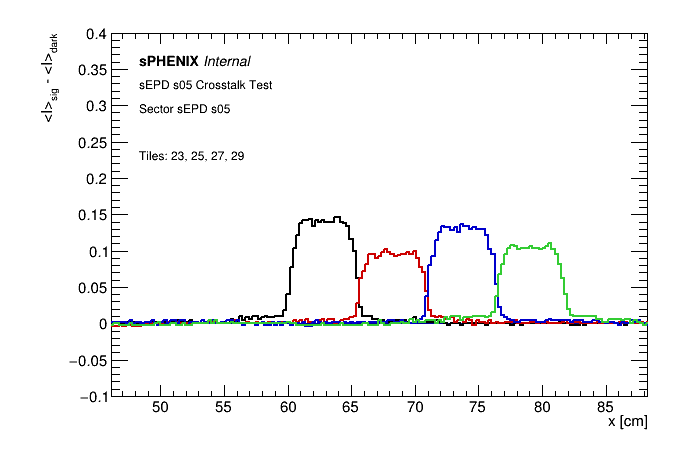 0.4
0.35
0.3
0.25
0.2
0.15
0.1
0.05
0
−0.05
−0.1
<I>sig - <I>dark
sPHENIX Internal
sEPD s05 Crosstalk Test
Sector sEPD s05
Tiles: 23, 25, 27, 29
50 55 60 65 70 75 80 85
x [cm]